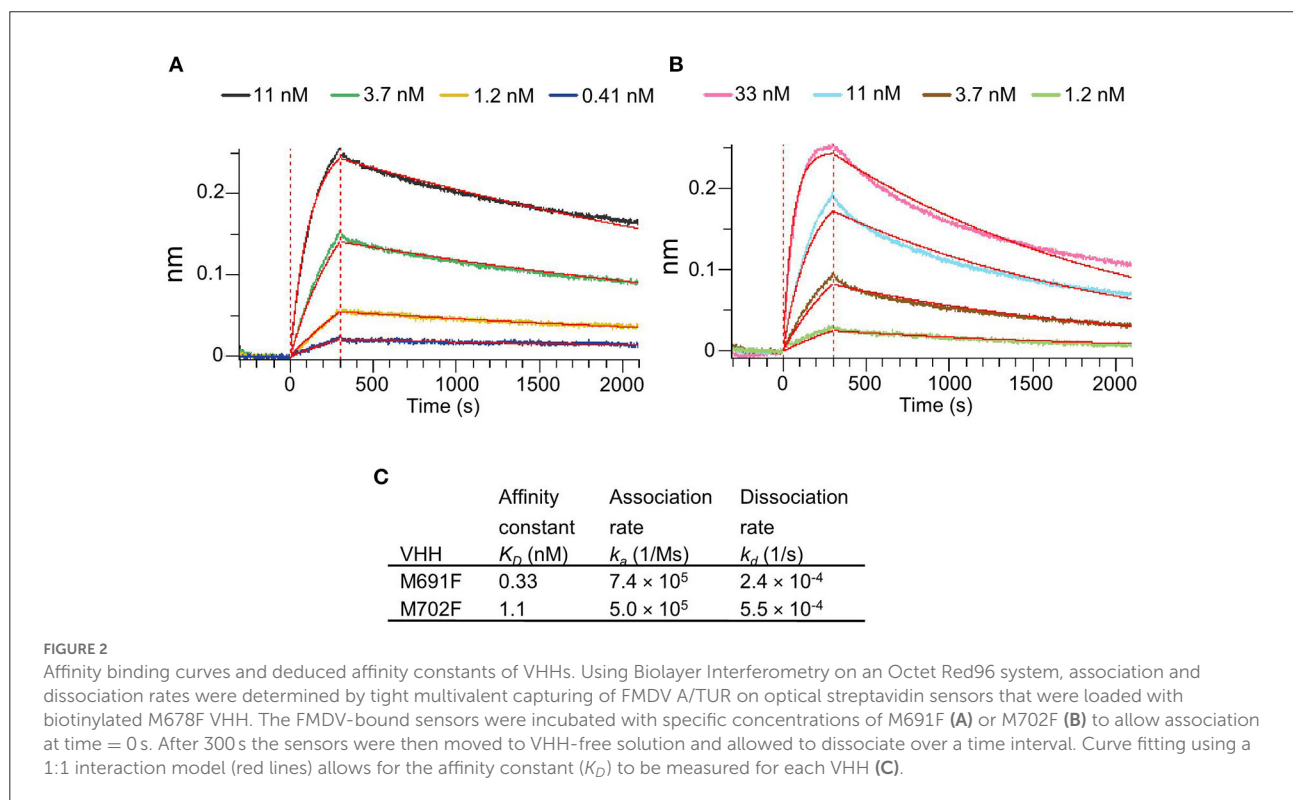 A
B
11 nM 3.7 nM 1.2 nM 0.41 nM
33 nM 11 nM 3.7 nM 1.2 nM
nm
0.2
0.1
0
0 500 1000 1500 2000
Time (s)
nm
0.2
0.1
0
0 500 1000 1500 2000
Time (s)
C
Affinity Association Dissociation
constant rate rate
VHH K_D (nM) k_a (1/Ms) k_d (1/s)
M691F 0.33 7.4 × 10⁵ 2.4 × 10⁻⁴
M702F 1.1 5.0 × 10⁵ 5.5 × 10⁻⁴
FIGURE 2
Affinity binding curves and deduced affinity constants of VHHs. Using Biolayer Interferometry on an Octet Red96 system, association and
dissociation rates were determined by tight multivalent capturing of FMDV A/TUR on optical streptavidin sensors that were loaded with
biotinylated M678F VHH. The FMDV-bound sensors were incubated with specific concentrations of M691F (A) or M702F (B) to allow association
at time = 0 s. After 300 s the sensors were then moved to VHH-free solution and allowed to dissociate over a time interval. Curve fitting using a
1:1 interaction model (red lines) allows for the affinity constant (K_D) to be measured for each VHH (C).